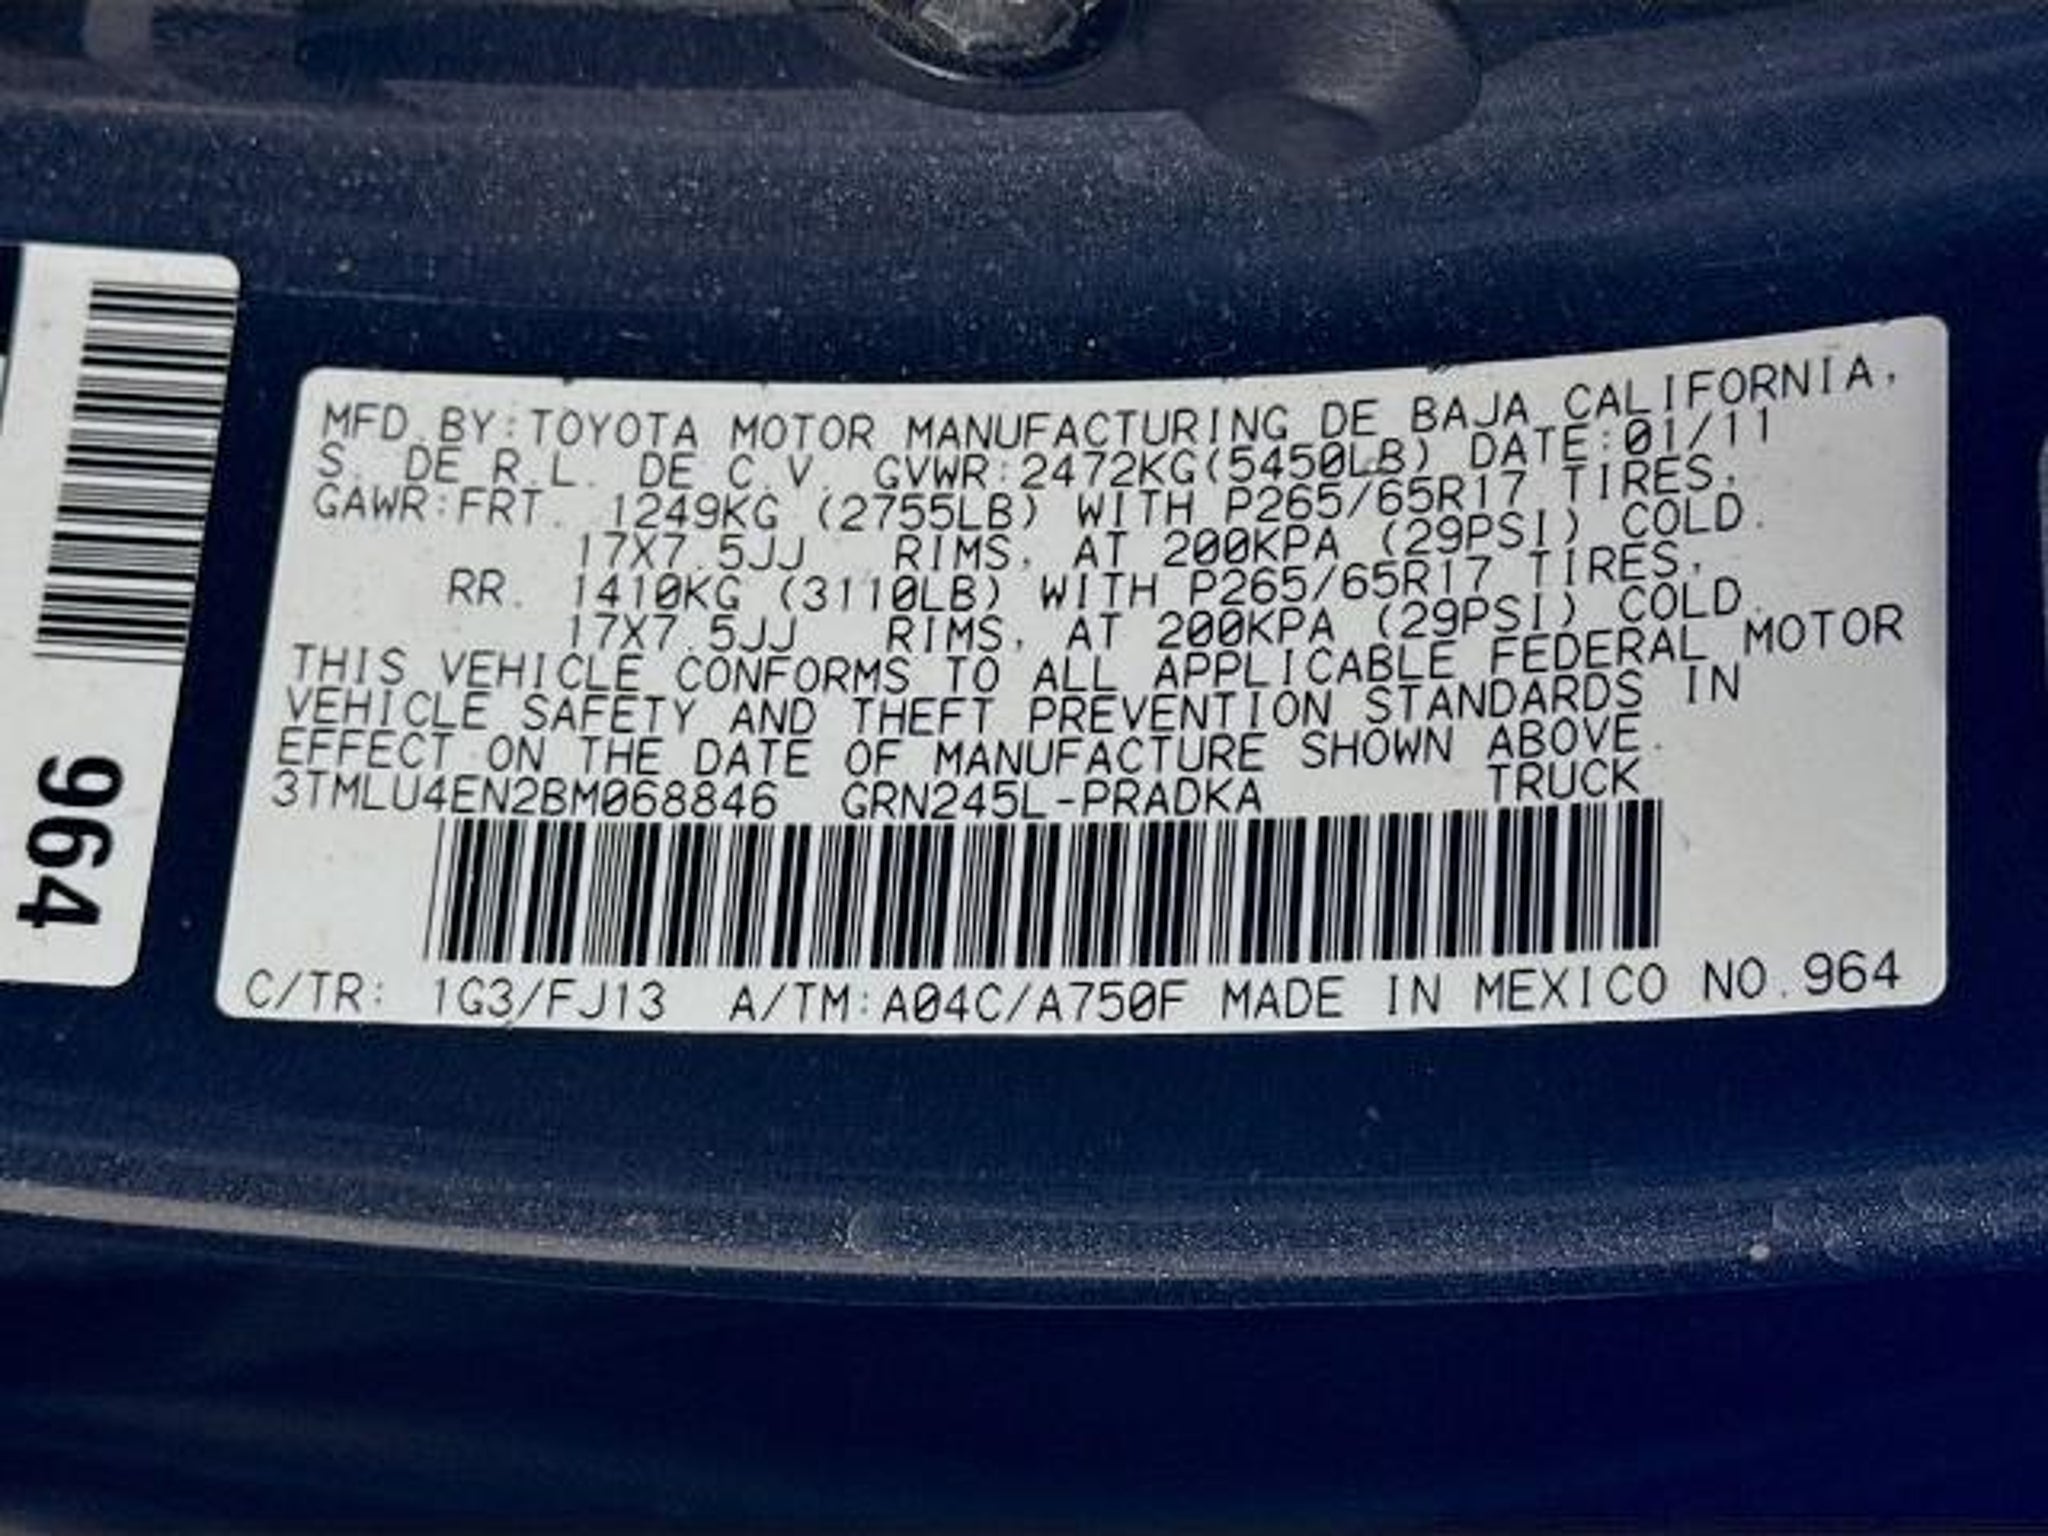 MFD.BY:TOYOTA MOTOR MANUFACTURING DE BAJA CALIFORNIA,
S. DE R.L. DE C.V. GVWR:2472KG(5450LB) DATE:01/11
GAWR:FRT. 1249KG (2755LB) WITH P265/65R17 TIRES,
17X7.5JJ RIMS, AT 200KPA (29PSI) COLD.
RR. 1410KG (3110LB) WITH P265/65R17 TIRES,
17X7.5JJ RIMS, AT 200KPA (29PSI) COLD.
THIS VEHICLE CONFORMS TO ALL APPLICABLE FEDERAL MOTOR
VEHICLE SAFETY AND THEFT PREVENTION STANDARDS IN
EFFECT ON THE DATE OF MANUFACTURE SHOWN ABOVE.
3TMLU4EN2BM068846 GRN245L-PRADKA TRUCK
C/TR: 1G3/FJ13 A/TM:A04C/A750F MADE IN MEXICO NO.964
964